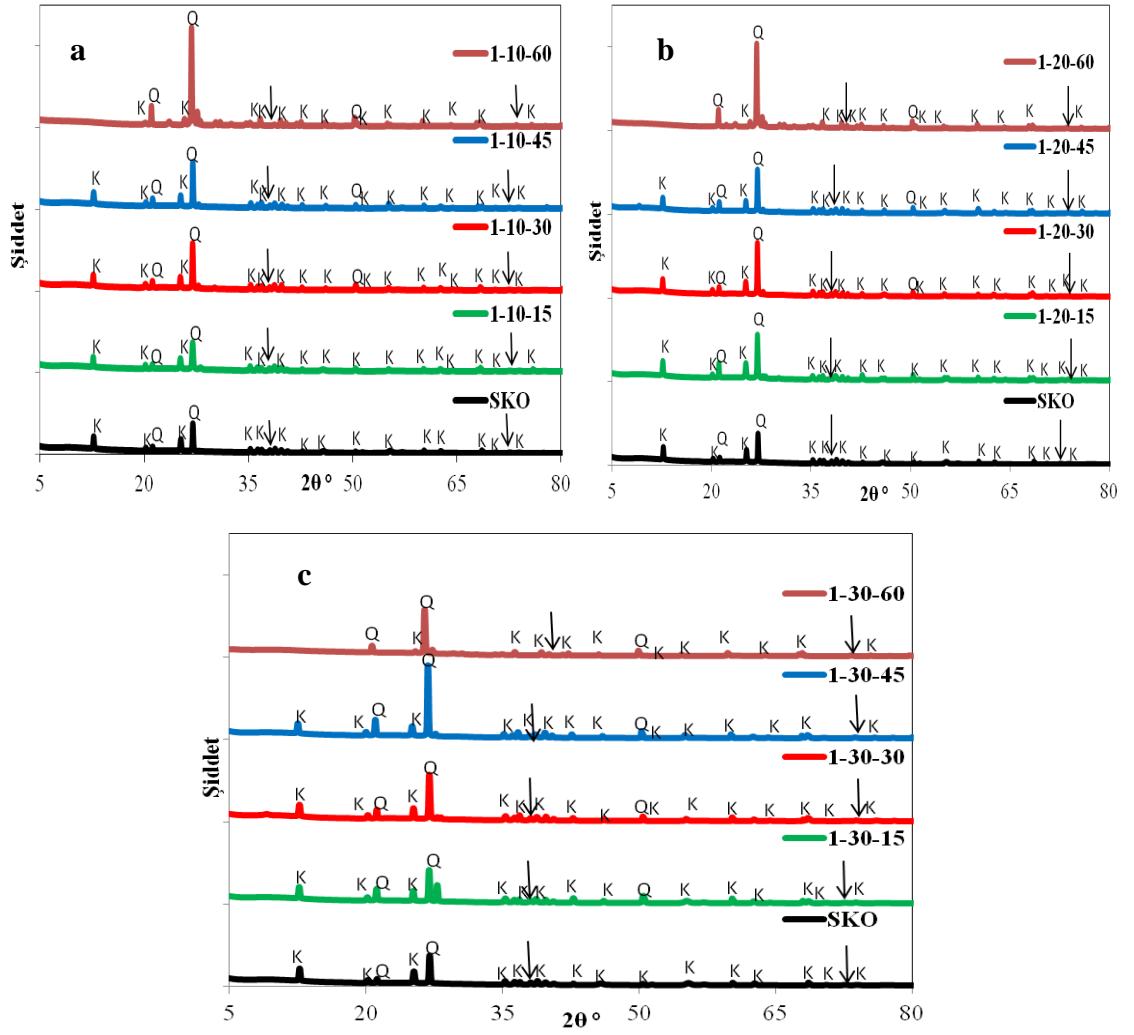 a
Q
1-10-60
K Q K K K K K K K K K K K K K
Q
1-10-45
Q
K K Q K K K K K K K Q K K K K K K K
1-10-30
Q
K K Q K K K K K K K Q K K K K K K K
1-10-15
Q
K K Q K K K K K K K K K K K K K K
SKO
Q
K K Q K K K K K K K K K K K K K
5 20 35 50 65 80
2θ°
Şiddet
b
Q
1-20-60
Q K K K K K Q K K K K K K
1-20-45
Q
K K Q K K K K K K K Q K K K K K K
1-20-30
Q
K K Q K K K K K K K Q K K K K K K K
1-20-15
Q
K K Q K K K K K K K K K K K K K K K
SKO
Q
K K Q K K K K K K K K K K K K K K
5 20 35 50 65 80
2θ°
Şiddet
c
1-30-60
Q
Q K K K K K Q K K K K K K
1-30-45
Q
K K Q K K K K K K Q K K K K K K
1-30-30
Q
K K Q K K K K K K Q K K K K K K K
1-30-15
Q
K K Q K K K K K K K Q K K K K K K
SKO
Q
K K Q K K K K K K K K K K K K K
5 20 35 50 65 80
2θ°
Şiddet